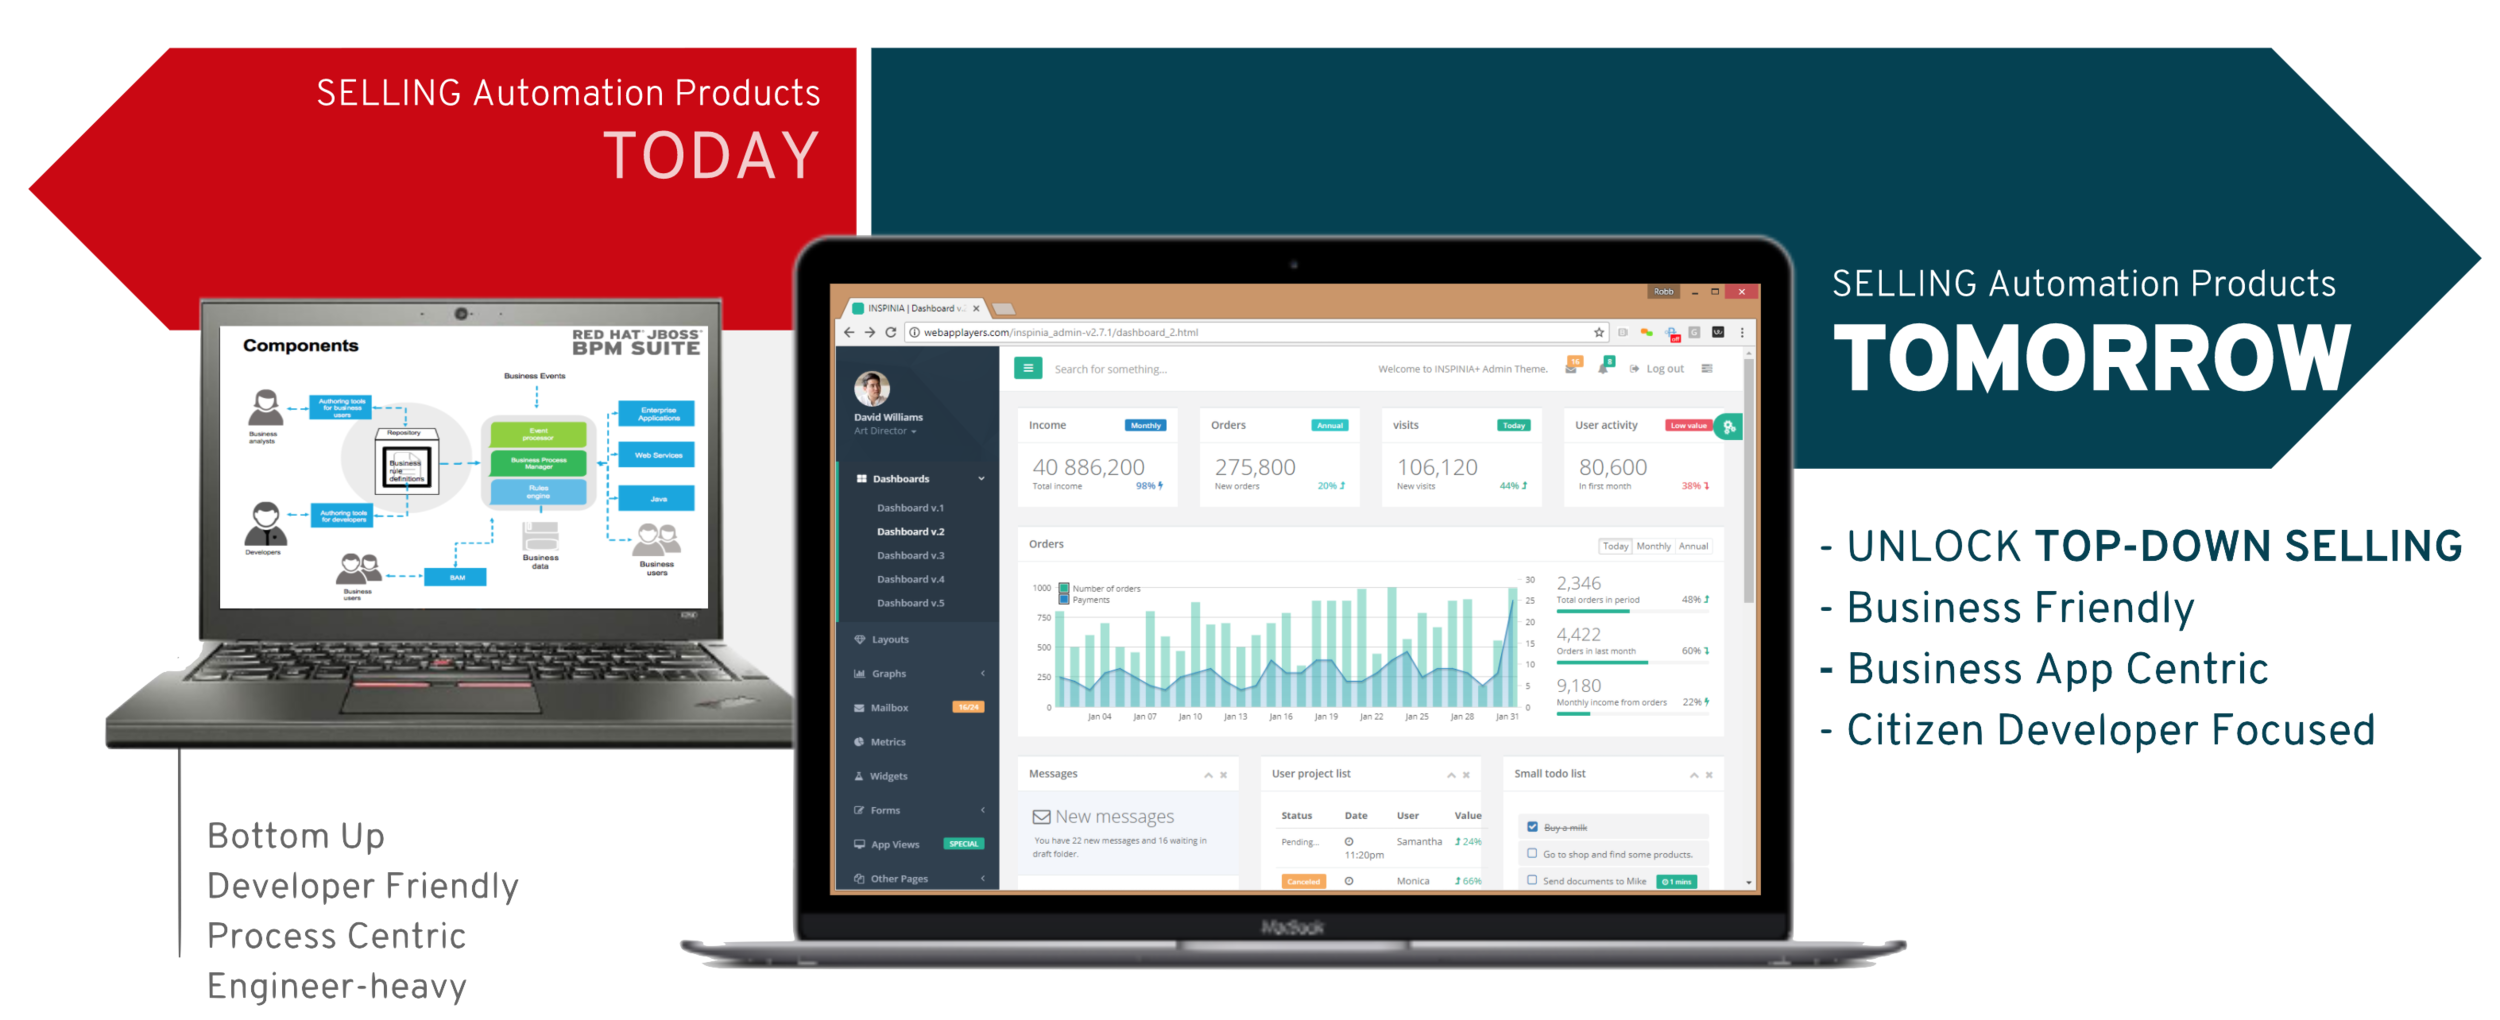 SELLING Automation Products
TODAY
SELLING Automation Products
TOMORROW
- UNLOCK TOP-DOWN SELLING
- Business Friendly
- Business App Centric
- Citizen Developer Focused
Bottom Up
Developer Friendly
Process Centric
Engineer-heavy
Components
RED HAT JBOSS
BPM SUITE
Business Events
Authoring tools
for business
users
Business
analysts
Repository
Business
rule
definitions
Event
processor
Business Process
Manager
Rules
engine
Enterprise
Applications
Web Services
Java
Authoring tools
for developers
Developers
Business
users
BAM
Business
data
Business
users
Robb
INSPINIA | Dashboard v.
webapplayers.com/inspinia_admin-v2.7.1/dashboard_2.html
off
David Williams
Art Director
Dashboards
Dashboard v.1
Dashboard v.2
Dashboard v.3
Dashboard v.4
Dashboard v.5
Layouts
Graphs
Mailbox 16/24
Metrics
Widgets
Forms
App Views SPECIAL
Other Pages
Search for something...
Welcome to INSPINIA+ Admin Theme.
16
8
Log out
Income Monthly
40 886,200
Total income 98%
Orders Annual
275,800
New orders 20%
visits Today
106,120
New visits 44%
User activity Low value
80,600
In first month 38%
Orders
Today Monthly Annual
Number of orders
Payments
1000
750
500
250
0
30
25
20
15
10
5
0
Jan 04 Jan 07 Jan 10 Jan 13 Jan 16 Jan 19 Jan 22 Jan 25 Jan 28 Jan 31
2,346
Total orders in period 48%
4,422
Orders in last month 60%
9,180
Monthly income from orders 22%
Messages
New messages
You have 22 new messages and 16 waiting in
draft folder.
User project list
Status Date User Value
Pending... 11:20pm Samantha 24%
Canceled Monica 66%
Small todo list
Buy a milk
Go to shop and find some products.
Send documents to Mike 1 mins
MacBook